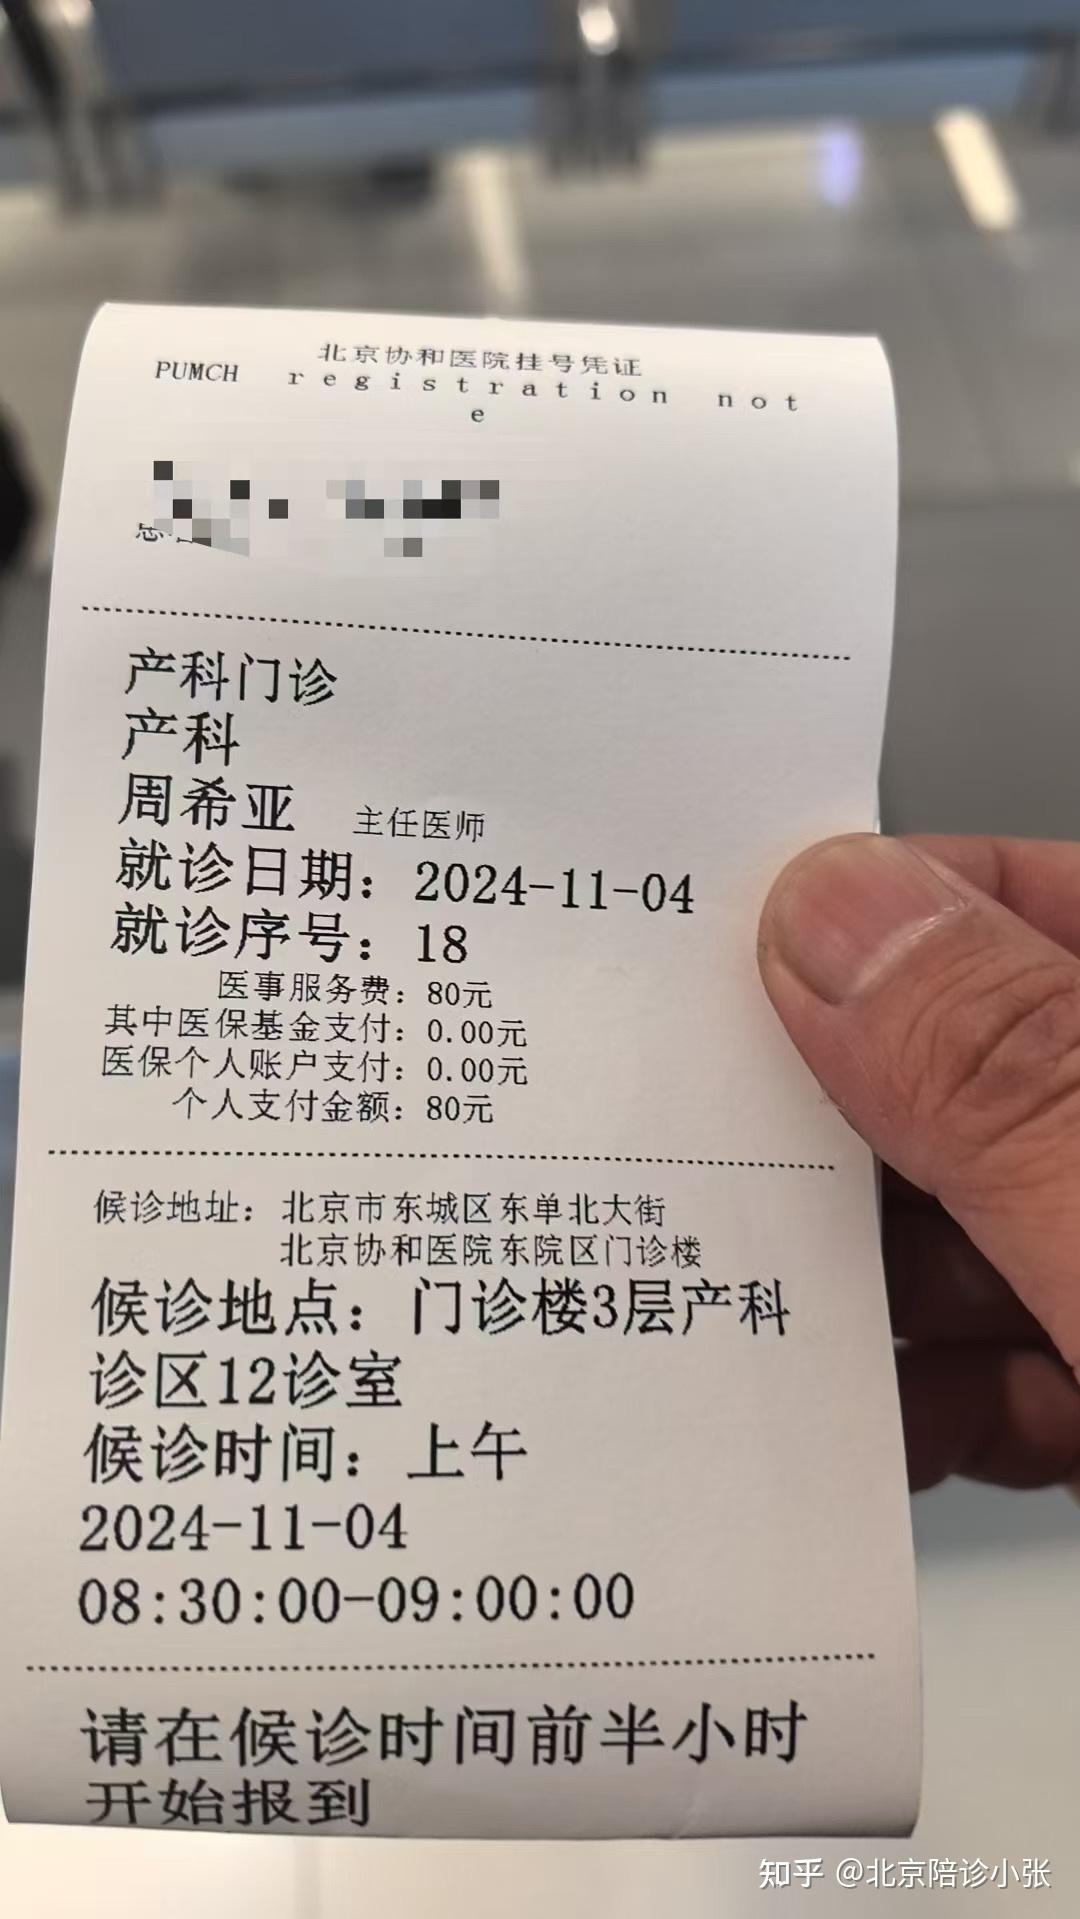 北京协和医院挂号凭证
PUMCH registration not
e
产科门诊
产科
周希亚 主任医师
就诊日期：2024-11-04
就诊序号：18
医事服务费：80元
其中医保基金支付：0.00元
医保个人账户支付：0.00元
个人支付金额：80元
候诊地址：北京市东城区东单北大街
北京协和医院东院区门诊楼
候诊地点：门诊楼3层产科
诊区12诊室
候诊时间：上午
2024-11-04
08:30:00-09:00:00
请在候诊时间前半小时
开始报到
知乎 @北京陪诊小张